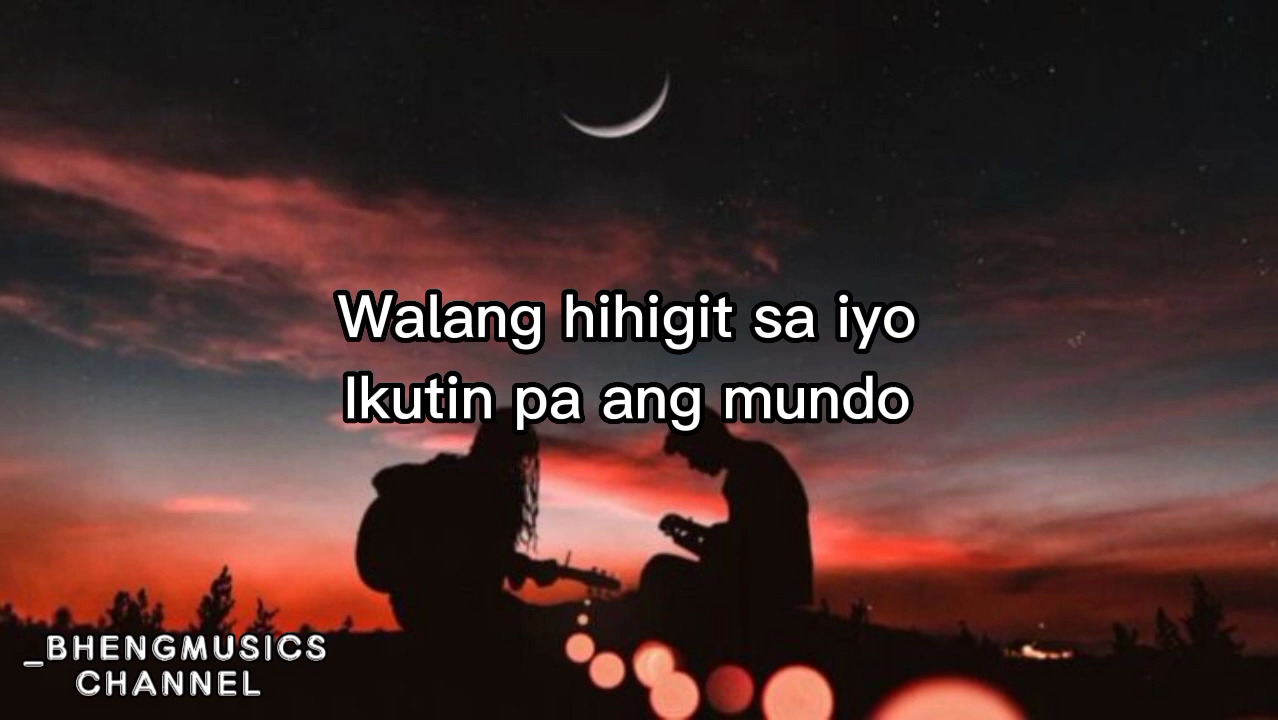 Walang hihigit sa iyo
Ikutin pa ang mundo
_BHENGMUSICS
CHANNEL